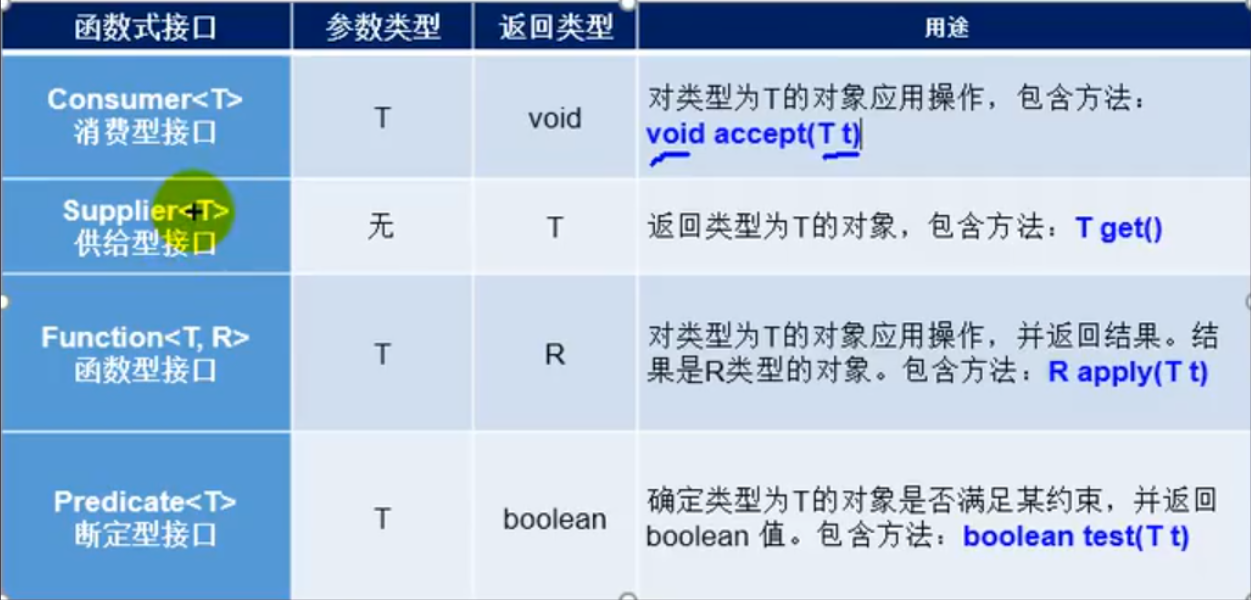 函数式接口 参数类型 返回类型 用途
Consumer<T>
消费型接口
T
void
对类型为T的对象应用操作，包含方法：
void accept(T t)
Supplier<T>
供给型接口
无
T
返回类型为T的对象，包含方法：T get()
Function<T, R>
函数型接口
T
R
对类型为T的对象应用操作，并返回结果。结
果是R类型的对象。包含方法：R apply(T t)
Predicate<T>
断定型接口
T
boolean
确定类型为T的对象是否满足某约束，并返回
boolean 值。包含方法：boolean test(T t)